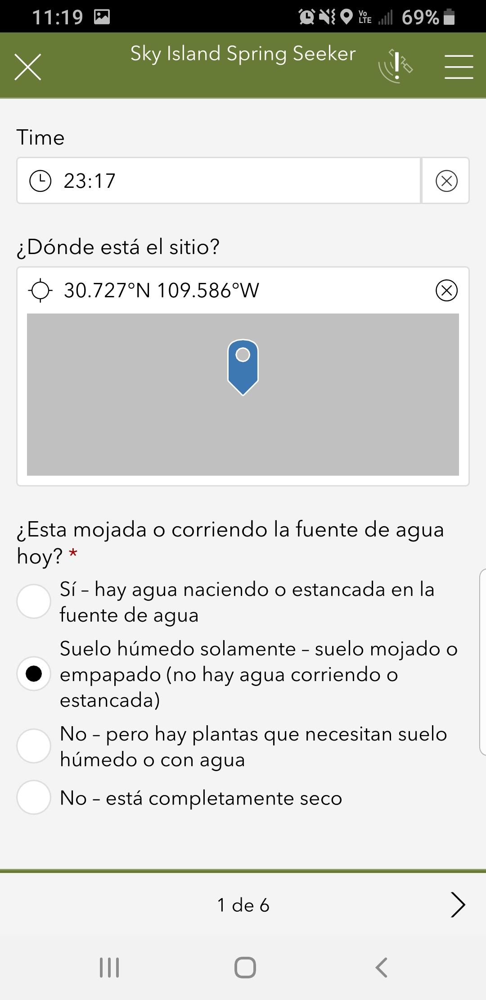 11:19
Vo
LTE
69%
Sky Island Spring Seeker
Time
23:17
¿Dónde está el sitio?
30.727°N 109.586°W
¿Esta mojada o corriendo la fuente de agua
hoy? *
Sí – hay agua naciendo o estancada en la
fuente de agua
Suelo húmedo solamente – suelo mojado o
empapado (no hay agua corriendo o
estancada)
No – pero hay plantas que necesitan suelo
húmedo o con agua
No – está completamente seco
1 de 6